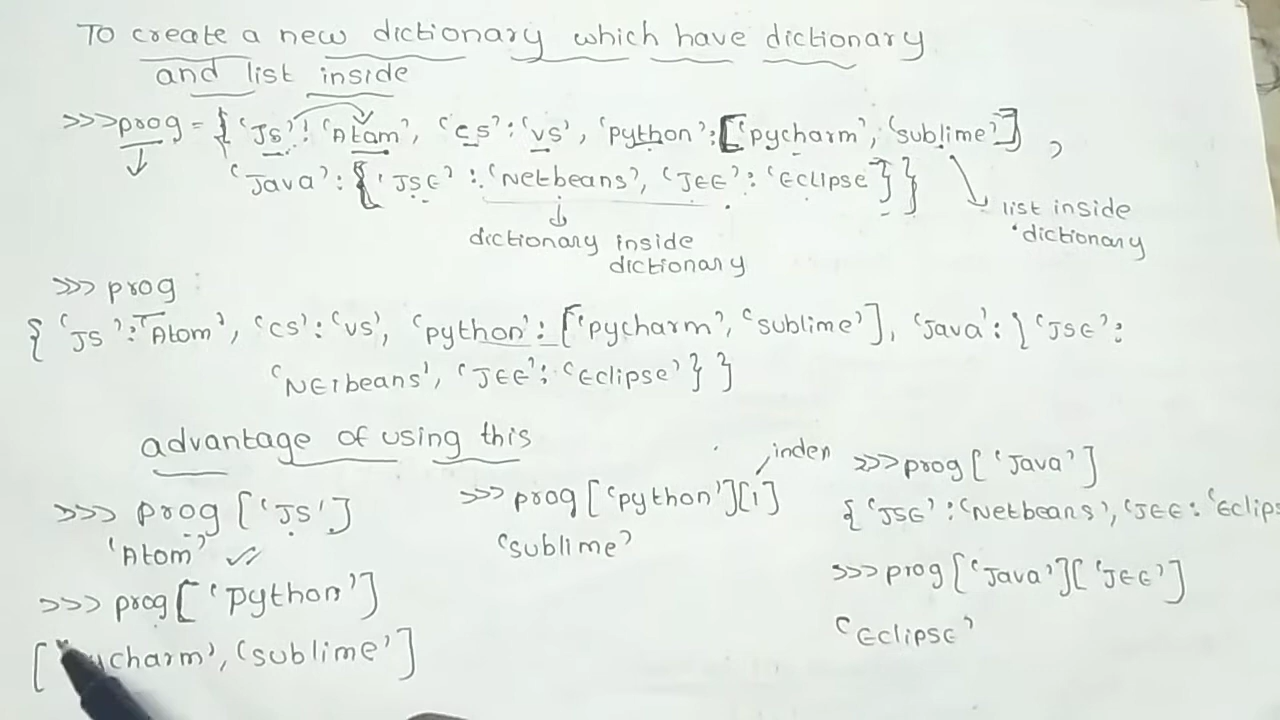 To create a new dictionary which have dictionary
and list inside
>>>prog = {'JS': 'Atom', 'CS': 'VS', 'python': ['pycharm', 'sublime'],
'Java': {'JSE': 'Netbeans', 'JEE': 'Eclipse'}}
list inside
dictionary
dictionary inside
dictionary
>>> prog
{'JS': 'Atom', 'CS': 'VS', 'python': ['pycharm', 'sublime'], 'Java': {'JSE':
'NEtbeans', 'JEE': 'Eclipse'}}
advantage of using this
>>> prog ['JS']
'Atom'
>>> prog['Python']
['Pycharm', 'sublime']
index
>>> prog['python'][1]
'sublime'
>>> prog['Java']
{'JSE': 'Netbeans', 'JEE: 'Eclips
>>> prog['Java']['JEE']
'Eclipse'